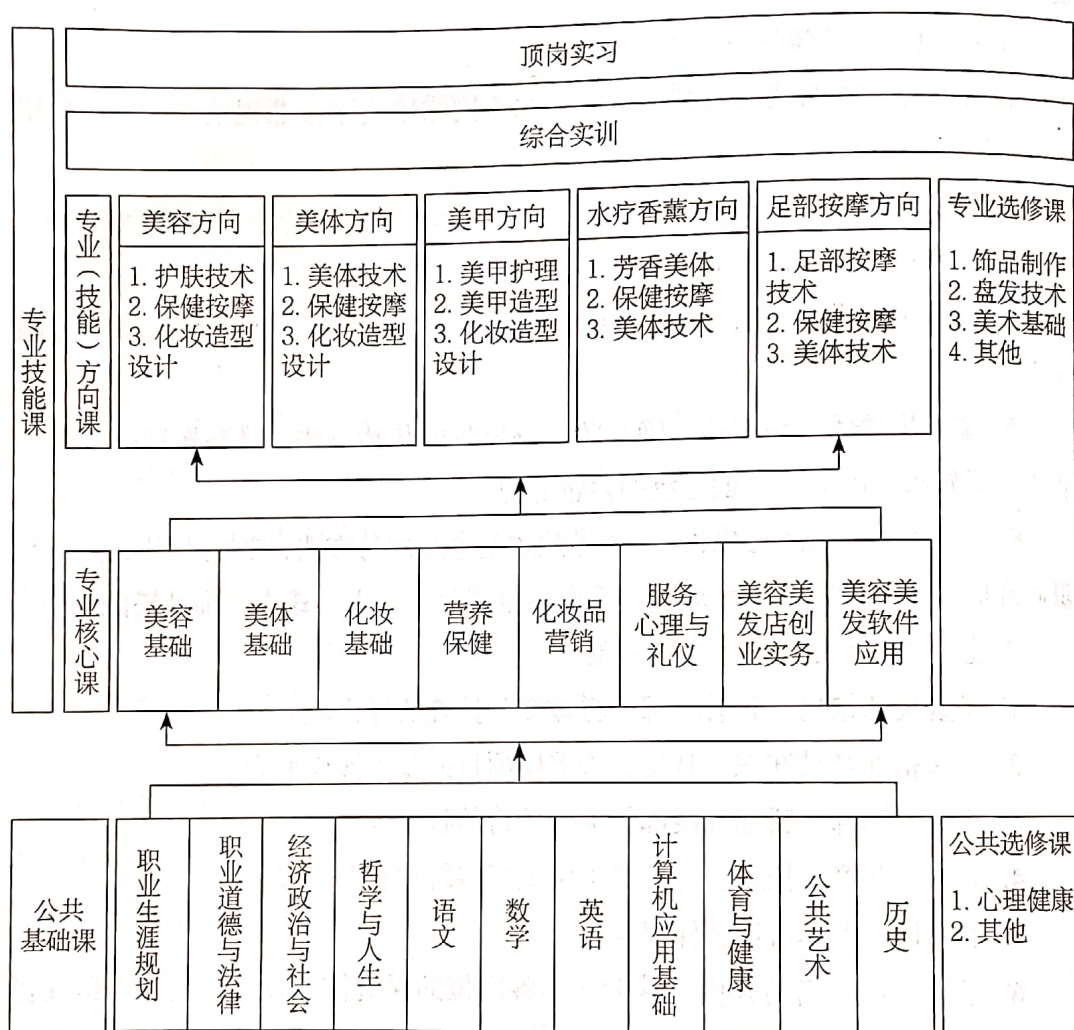 顶岗实习
综合实训
专业技能课
专业（技能）方向课
美容方向
1. 护肤技术
2. 保健按摩
3. 化妆造型
设计
美体方向
1. 美体技术
2. 保健按摩
3. 化妆造型
设计
美甲方向
1. 美甲护理
2. 美甲造型
3. 化妆造型
设计
水疗香薰方向
1. 芳香美体
2. 保健按摩
3. 美体技术
足部按摩方向
1. 足部按摩
技术
2. 保健按摩
3. 美体技术
专业选修课
1. 饰品制作
2. 盘发技术
3. 美术基础
4. 其他
专业核心课
美容
基础
美体
基础
化妆
基础
营养
保健
化妆品
营销
服务
心理与
礼仪
美容美
发店创
业实务
美容美
发软件
应用
公共
基础课
职业生涯规划
职业道德与法律
经济政治与社会
哲学与人生
语文
数学
英语
计算机应用基础
体育与健康
公共艺术
历史
公共选修课
1. 心理健康
2. 其他